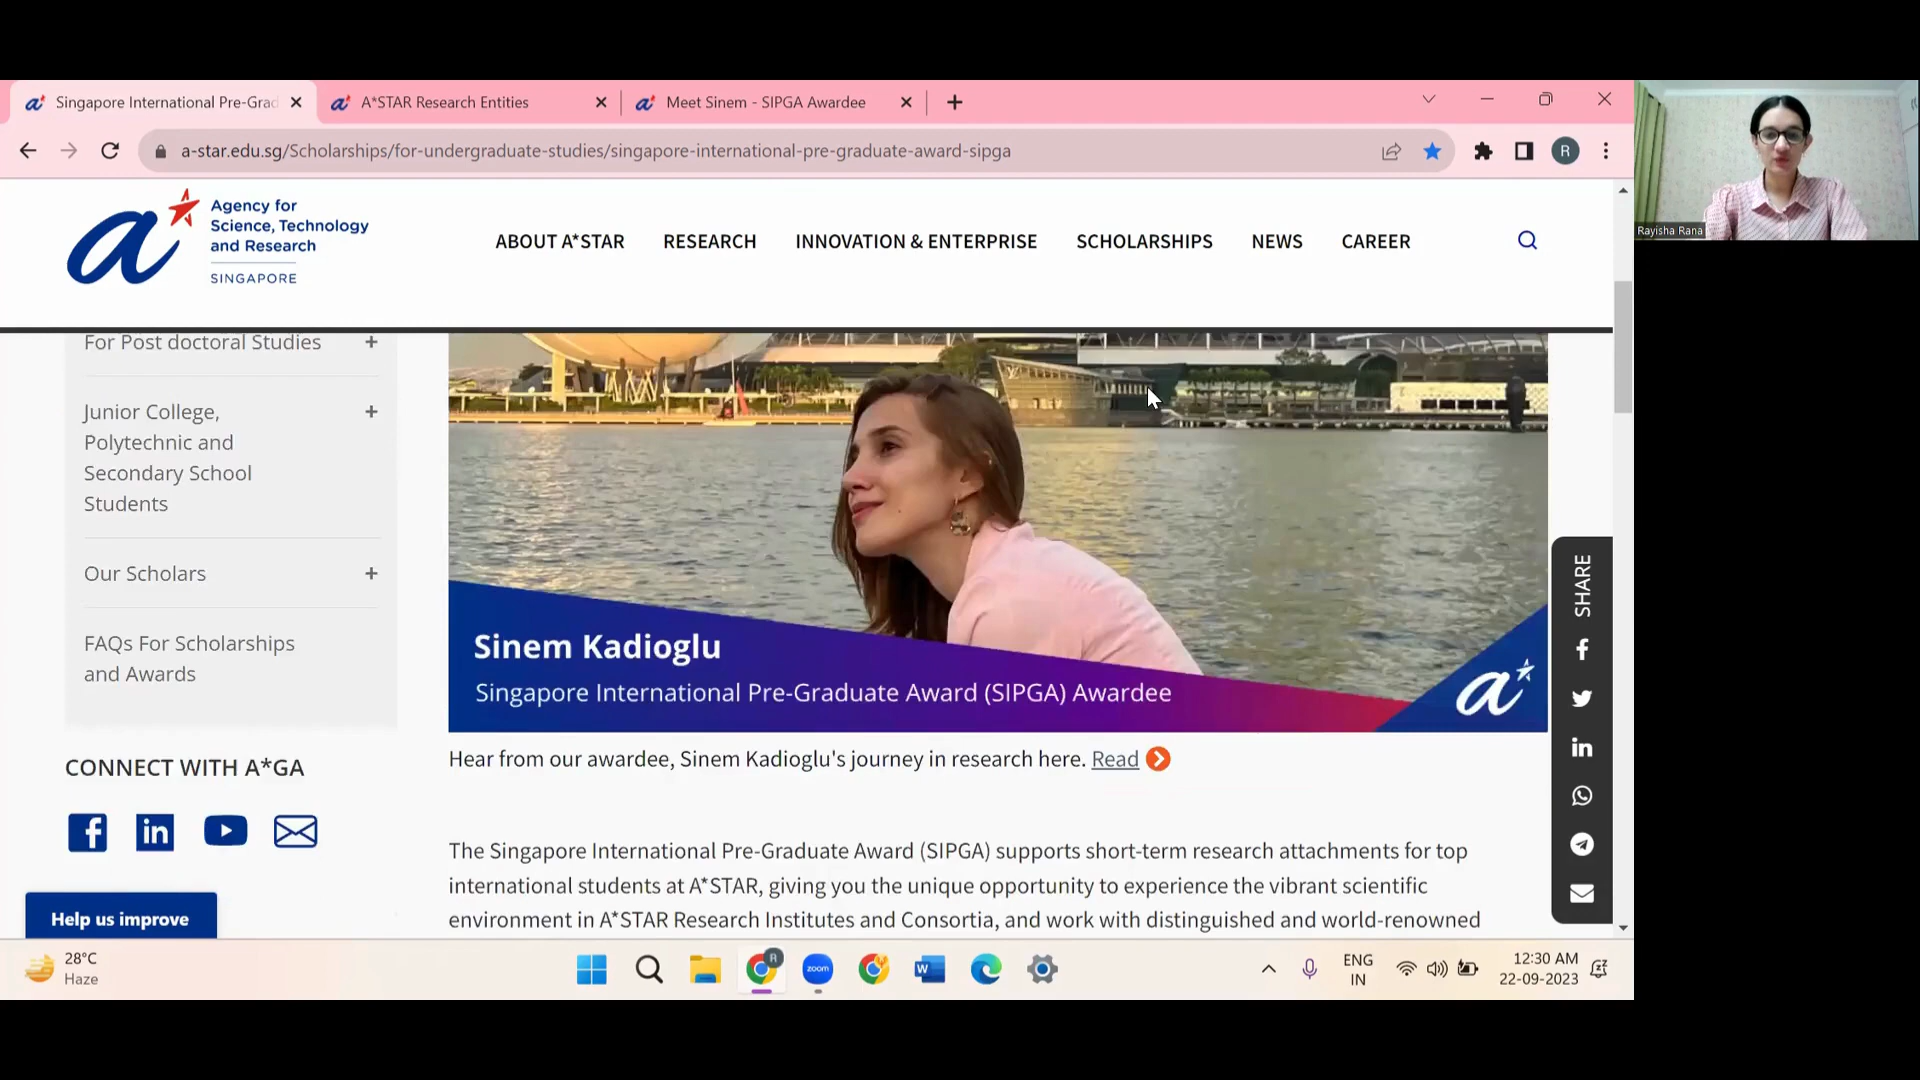 Singapore International Pre-Grad
A*STAR Research Entities
Meet Sinem - SIPGA Awardee
a-star.edu.sg/Scholarships/for-undergraduate-studies/singapore-international-pre-graduate-award-sipga
R
Agency for
Science, Technology
and Research
SINGAPORE
ABOUT A*STAR
RESEARCH
INNOVATION & ENTERPRISE
SCHOLARSHIPS
NEWS
CAREER
Rayisha Rana
For Post doctoral Studies +
Junior College, +
Polytechnic and
Secondary School
Students
Our Scholars +
FAQs For Scholarships
and Awards
CONNECT WITH A*GA
Help us improve
Sinem Kadioglu
Singapore International Pre-Graduate Award (SIPGA) Awardee
Hear from our awardee, Sinem Kadioglu's journey in research here. Read
The Singapore International Pre-Graduate Award (SIPGA) supports short-term research attachments for top
international students at A*STAR, giving you the unique opportunity to experience the vibrant scientific
environment in A*STAR Research Institutes and Consortia, and work with distinguished and world-renowned
SHARE
28°C
Haze
R
zoom
W
ENG
IN
12:30 AM
22-09-2023